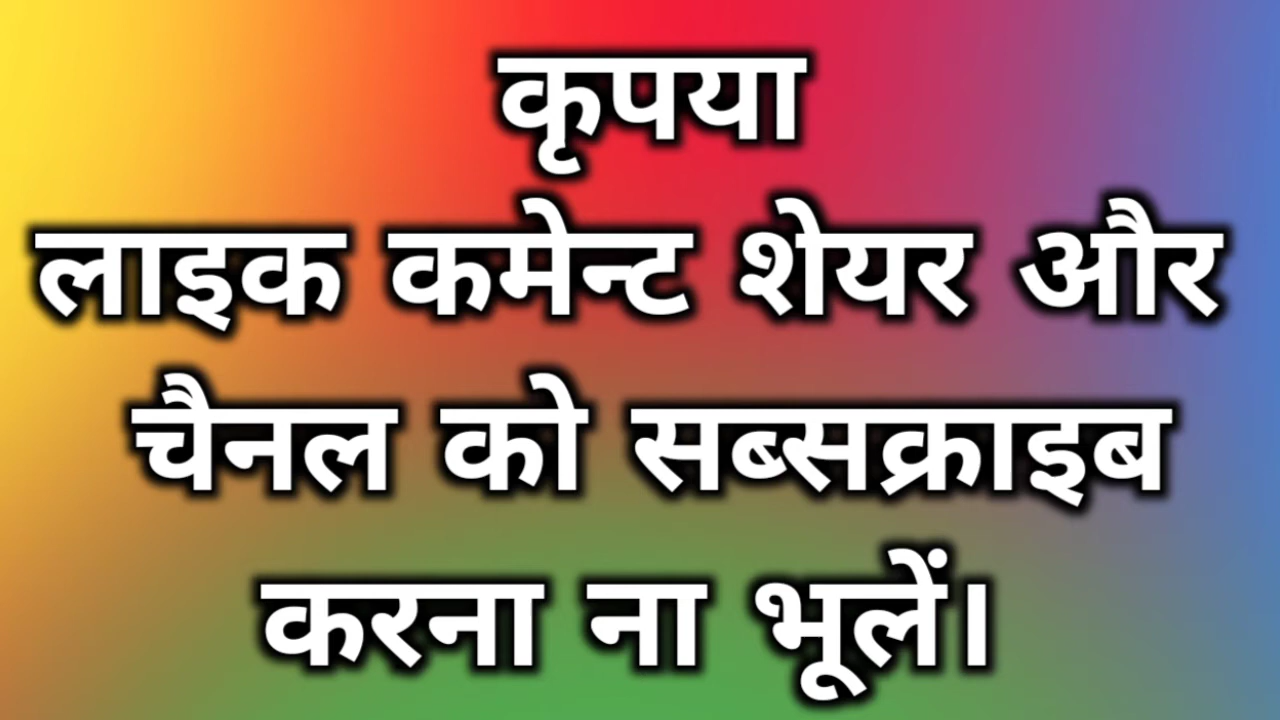 कृपया
लाइक कमेन्ट शेयर और
चैनल को सब्सक्राइब
करना ना भूलें।